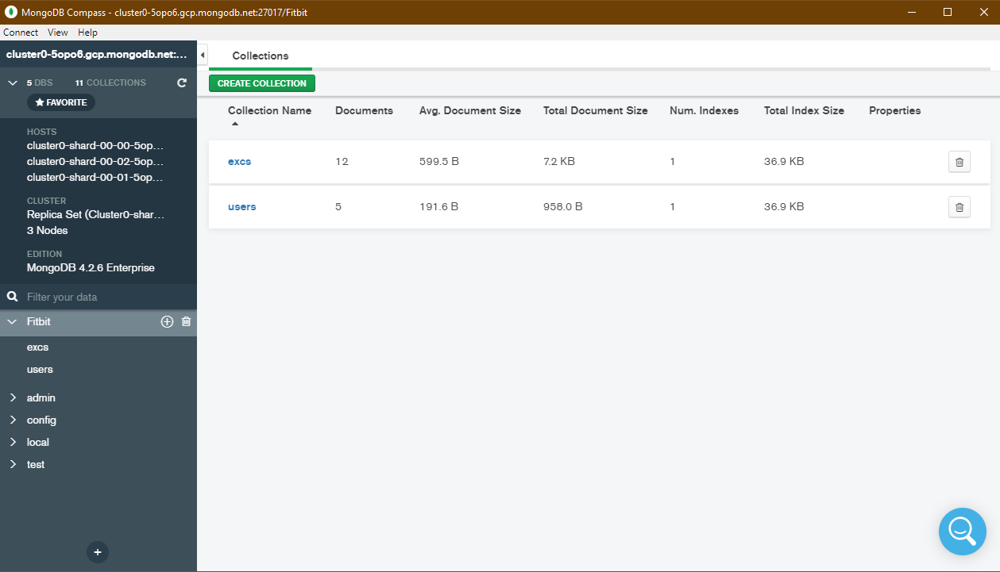 MongoDB Compass - cluster0-5opo6.gcp.mongodb.net:27017/Fitbit
Connect View Help
cluster0-5opo6.gcp.mongodb.net:...
5 DBS 11 COLLECTIONS
FAVORITE
HOSTS
cluster0-shard-00-00-5op...
cluster0-shard-00-02-5op...
cluster0-shard-00-01-5op...
CLUSTER
Replica Set (Cluster0-shar...
3 Nodes
EDITION
MongoDB 4.2.6 Enterprise
Filter your data
Fitbit
excs
users
admin
config
local
test
Collections
CREATE COLLECTION
Collection Name Documents Avg. Document Size Total Document Size Num. Indexes Total Index Size Properties
excs 12 599.5 B 7.2 KB 1 36.9 KB
users 5 191.6 B 958.0 B 1 36.9 KB